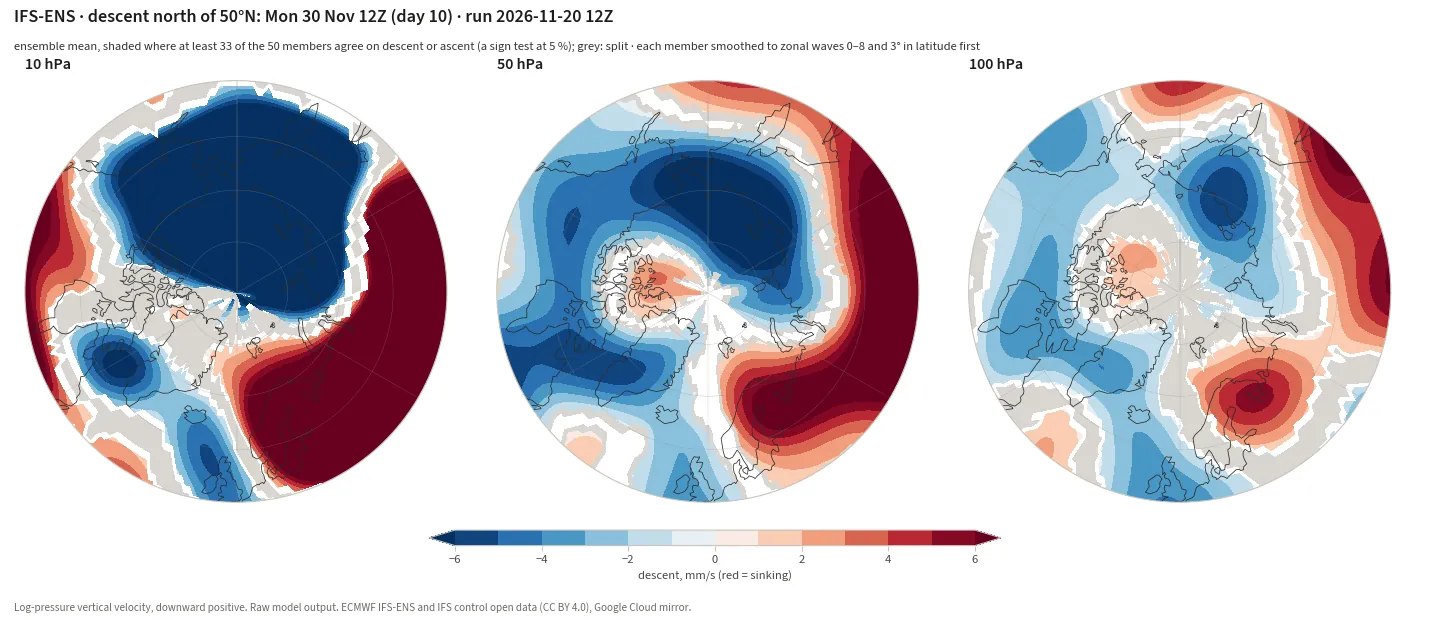 IFS-ENS · descent north of 50°N: Mon 30 Nov 12Z (day 10) · run 2026-11-20 12Z
ensemble mean, shaded where at least 33 of the 50 members agree on descent or ascent (a sign test at 5 %); grey: split · each member smoothed to zonal waves 0–8 and 3° in latitude first
10 hPa
50 hPa
100 hPa
−6 −4 −2 0 2 4 6
descent, mm/s (red = sinking)
Log-pressure vertical velocity, downward positive. Raw model output. ECMWF IFS-ENS and IFS control open data (CC BY 4.0), Google Cloud mirror.